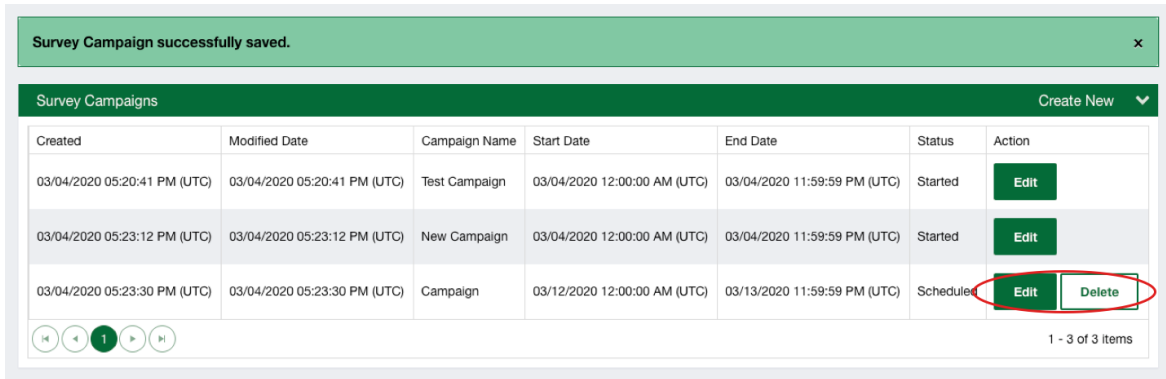 Survey Campaign successfully saved. ×
Survey Campaigns Create New
Created Modified Date Campaign Name Start Date End Date Status Action
03/04/2020 05:20:41 PM (UTC) 03/04/2020 05:20:41 PM (UTC) Test Campaign 03/04/2020 12:00:00 AM (UTC) 03/04/2020 11:59:59 PM (UTC) Started Edit
03/04/2020 05:23:12 PM (UTC) 03/04/2020 05:23:12 PM (UTC) New Campaign 03/04/2020 12:00:00 AM (UTC) 03/04/2020 11:59:59 PM (UTC) Started Edit
03/04/2020 05:23:30 PM (UTC) 03/04/2020 05:23:30 PM (UTC) Campaign 03/12/2020 12:00:00 AM (UTC) 03/13/2020 11:59:59 PM (UTC) Scheduled Edit Delete
1 1 - 3 of 3 items